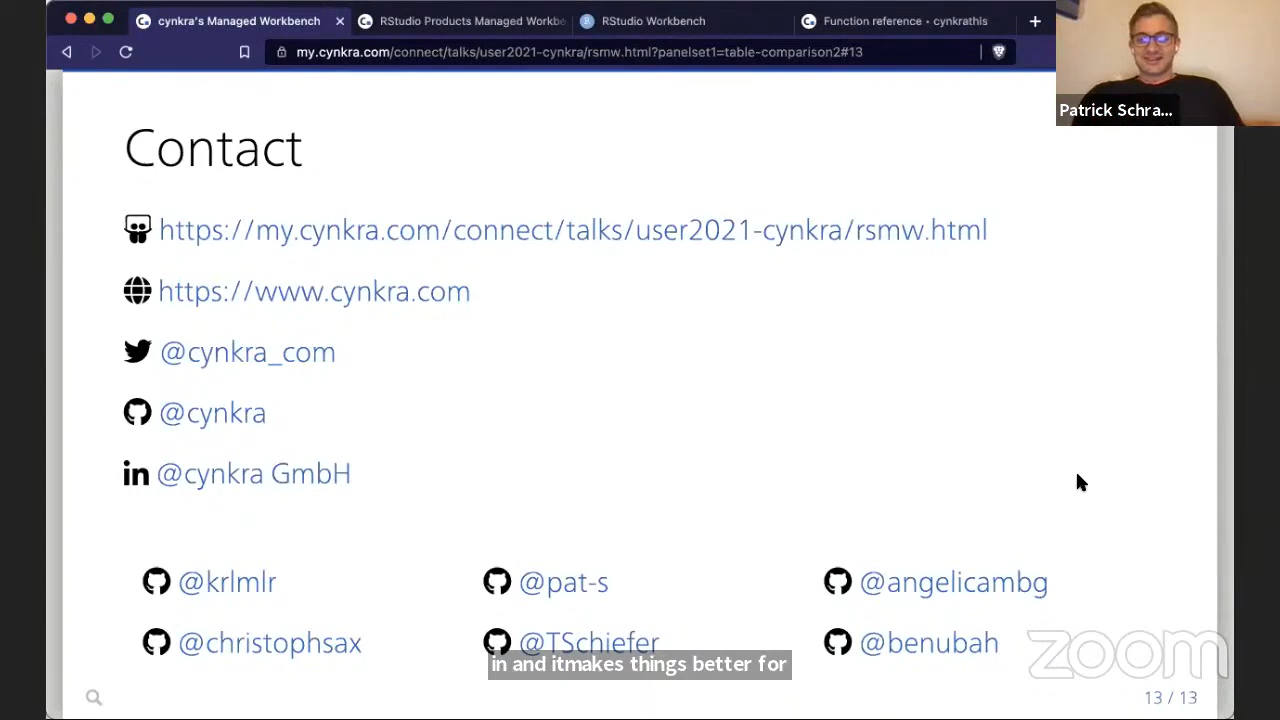 cynkra's Managed Workbench
RStudio Products Managed Workbe
RStudio Workbench
Function reference • cynkrathis
my.cynkra.com/connect/talks/user2021-cynkra/rsmw.html?panelset1=table-comparison2#13
Patrick Schra...
Contact
https://my.cynkra.com/connect/talks/user2021-cynkra/rsmw.html
https://www.cynkra.com
@cynkra_com
@cynkra
in @cynkra GmbH
@krlmlr @pat-s @angelicambg
@christophsax @TSchiefer @benubah
in and itmakes things better for
zoom
13 / 13